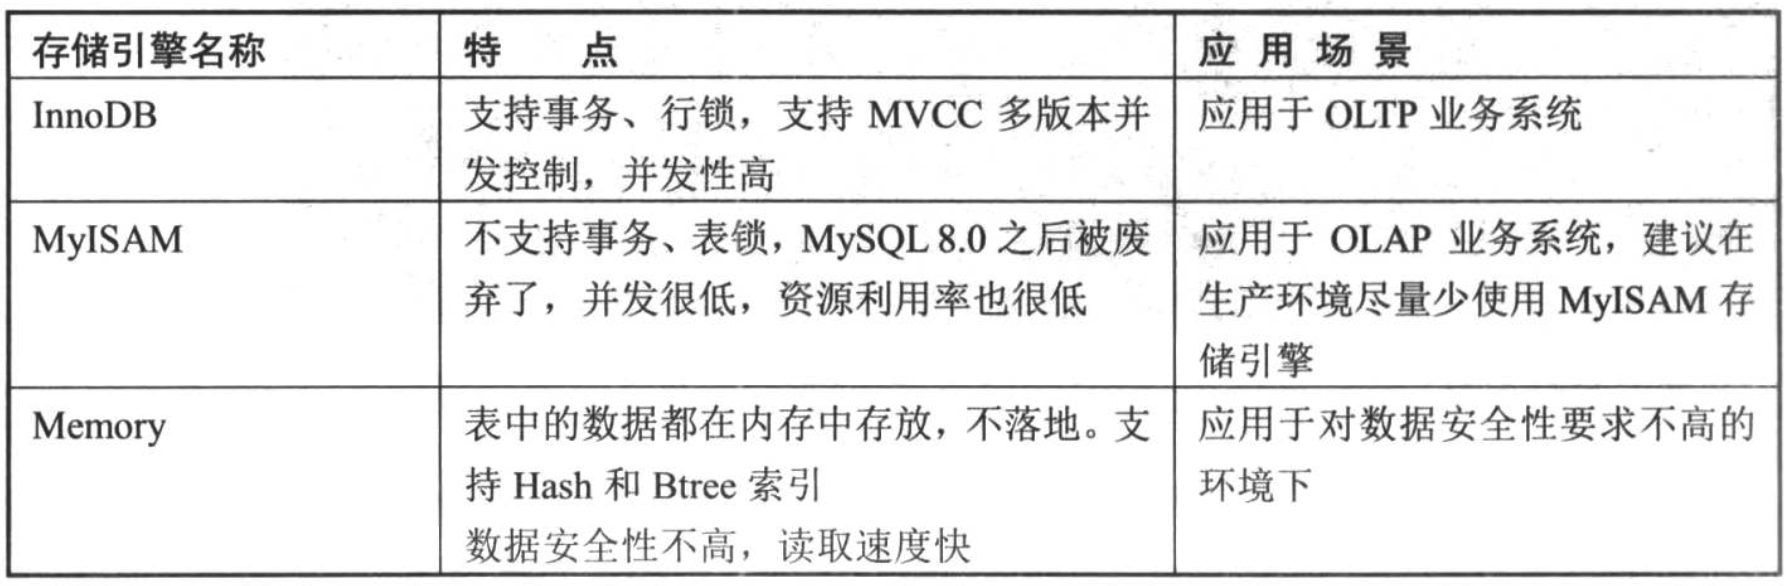 存储引擎名称
特 点
应 用 场 景
InnoDB
支持事务、行锁，支持 MVCC 多版本并
发控制，并发性高
应用于 OLTP 业务系统
MyISAM
不支持事务、表锁，MySQL 8.0 之后被废
弃了，并发很低，资源利用率也很低
应用于 OLAP 业务系统，建议在
生产环境尽量少使用 MyISAM 存
储引擎
Memory
表中的数据都在内存中存放，不落地。支
持 Hash 和 Btree 索引
数据安全性不高，读取速度快
应用于对数据安全性要求不高的
环境下